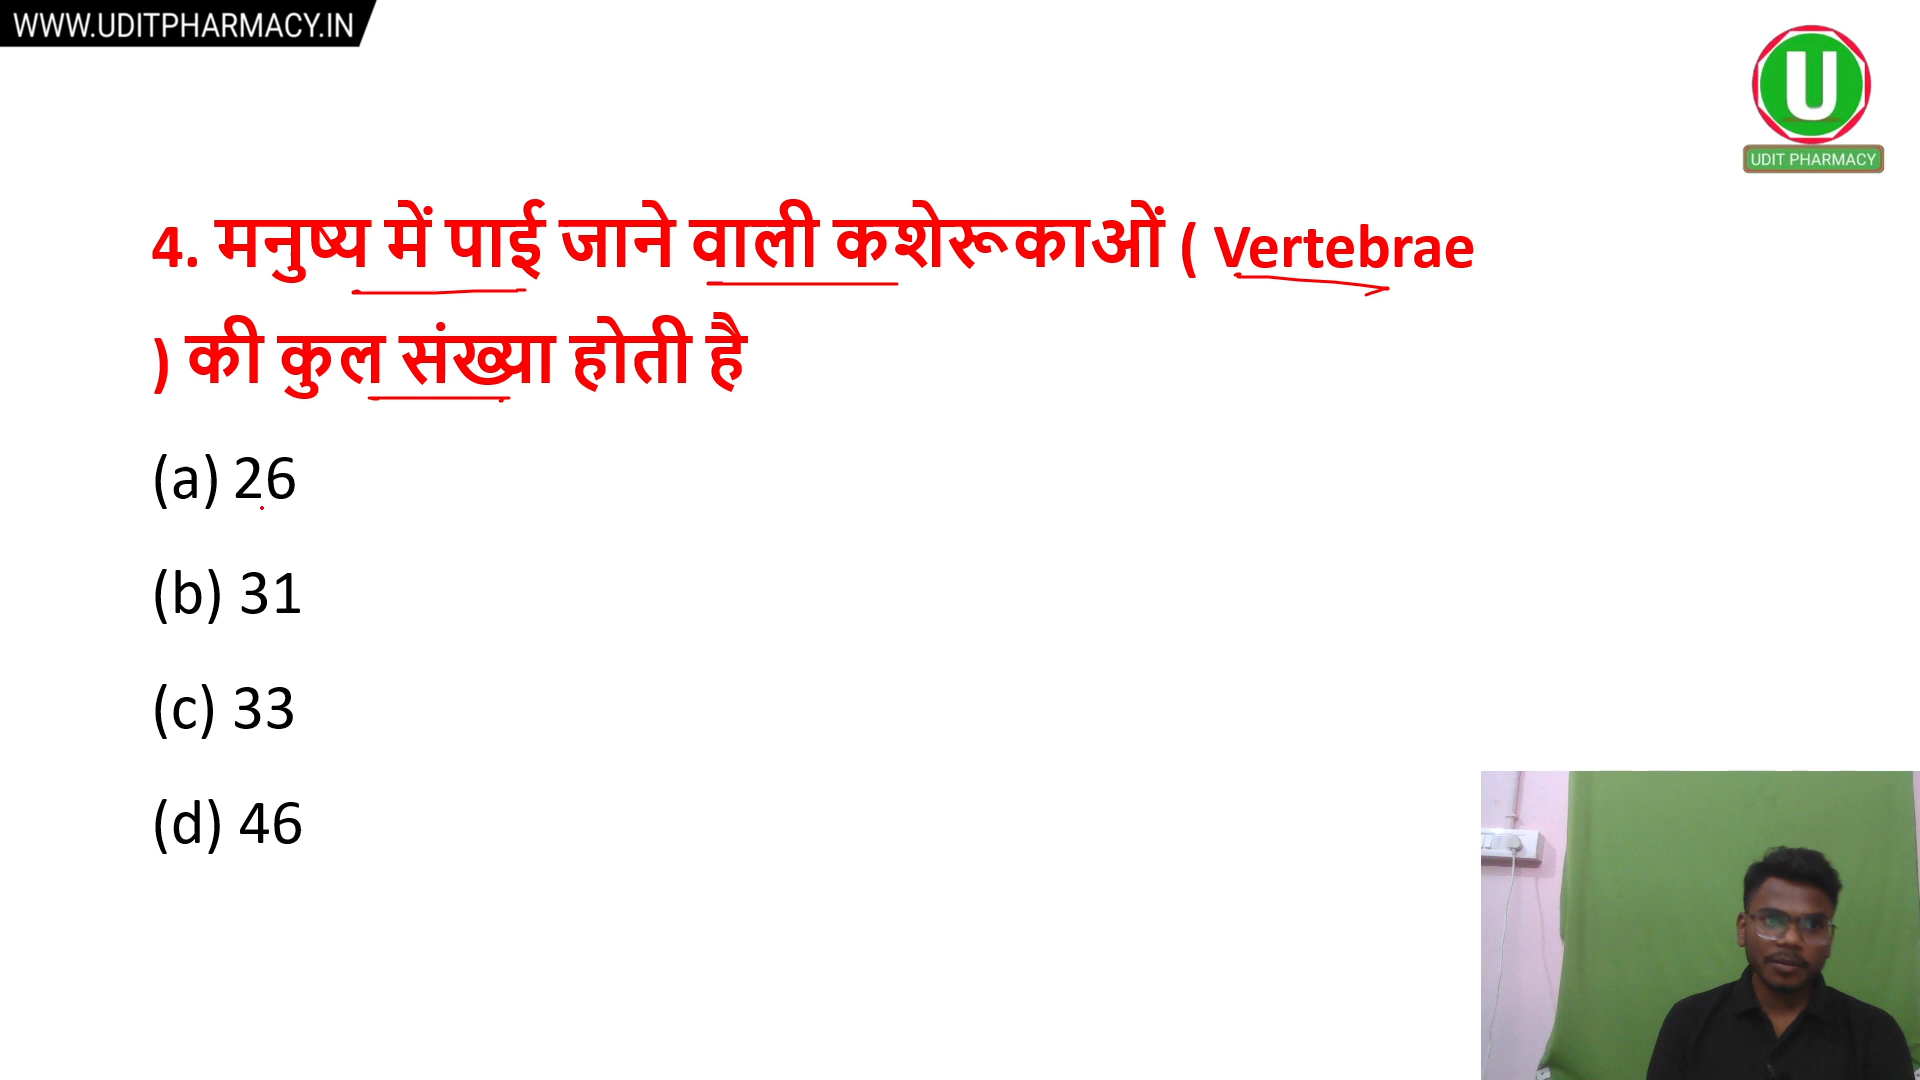 WWW.UDITPHARMACY.IN
U
UDIT PHARMACY
4. मनुष्य में पाई जाने वाली कशेरूकाओं ( Vertebrae
) की कुल संख्या होती है
(a) 26
(b) 31
(c) 33
(d) 46